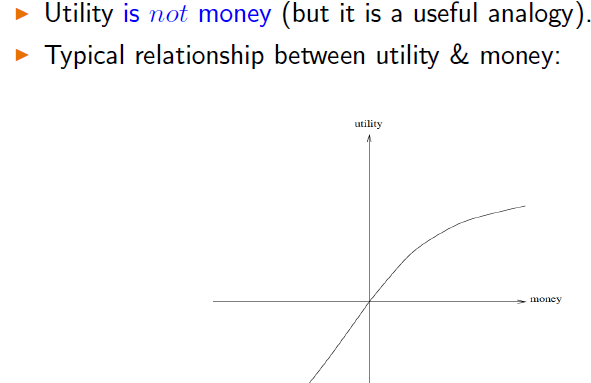 ▶ Utility is not money (but it is a useful analogy).
▶ Typical relationship between utility & money:
utility
money